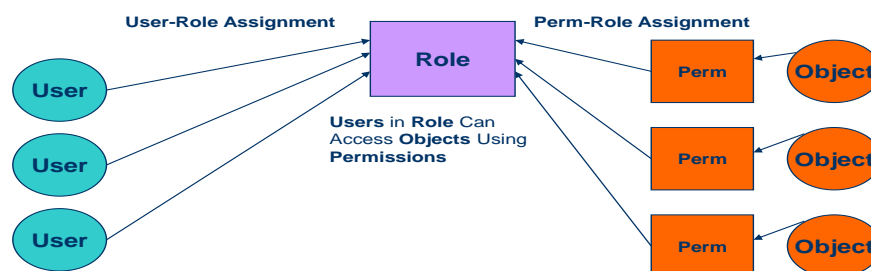 User-Role Assignment
Perm-Role Assignment
Role
User
Perm
Object
Users in Role Can
Access Objects Using
Permissions
User
Perm
Object
User
Perm
Object